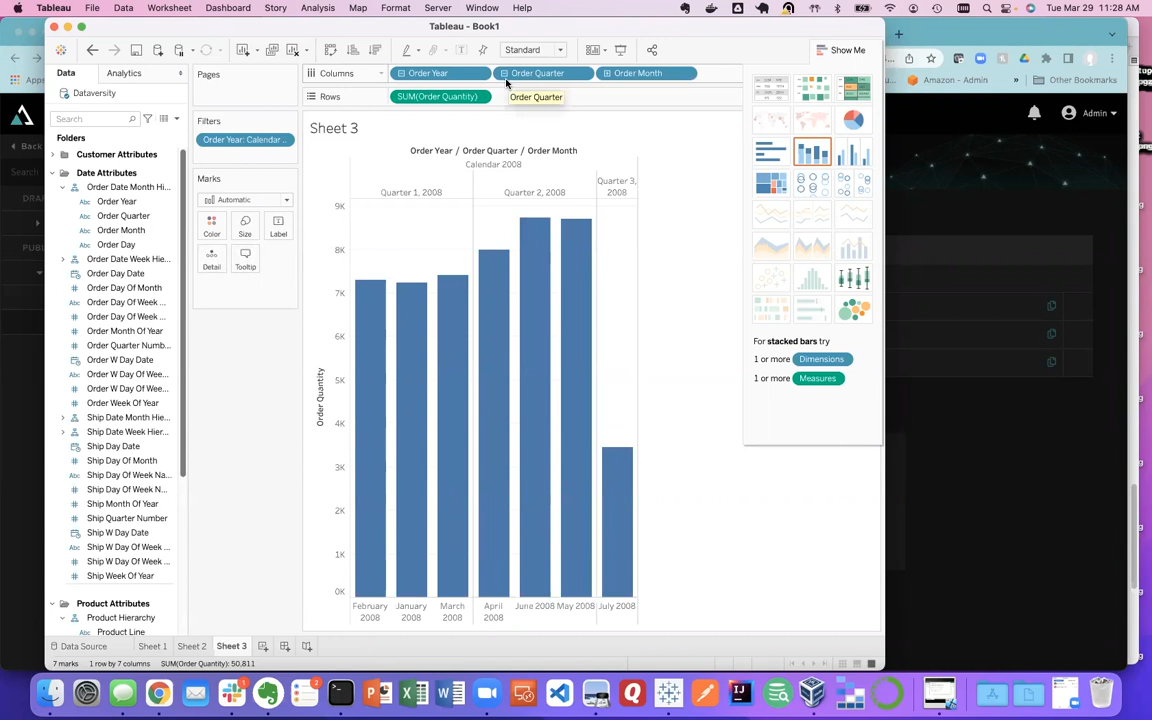 Tableau File Data Worksheet Dashboard Story Analysis Map Format Server Window Help
Tue Mar 29 11:28 AM
Tableau - Book1
Standard
Show Me
Data
Analytics
Dataversity
Search
Folders
Customer Attributes
Date Attributes
Order Date Month Hi...
Order Year
Order Quarter
Order Month
Order Day
Order Date Week Hie...
Order Day Date
Order Day Of Month
Order Day Of Week ...
Order Month Of Year
Order Quarter Numb...
Order W Day Date
Order W Day Of We...
Order W Day Of We...
Order Week Of Year
Ship Date Month Hie...
Ship Date Week Hier...
Ship Day Date
Ship Day Of Month
Ship Day Of Week Na...
Ship Day Of Week N...
Ship Month Of Year
Ship Quarter Number
Ship W Day Date
Ship W Day Of Week ...
Ship W Day Of Week ...
Ship Week Of Year
Product Attributes
Product Hierarchy
Product Line
Pages
Filters
Order Year: Calendar ..
Marks
Automatic
Color
Size
Label
Detail
Tooltip
Columns
Order Year
Order Quarter
Order Month
Rows
SUM(Order Quantity)
Order Quarter
Sheet 3
Order Year / Order Quarter / Order Month
Calendar 2008
Quarter 1, 2008
Quarter 2, 2008
Quarter 3, 2008
9K
8K
7K
6K
5K
4K
3K
2K
1K
0K
Order Quantity
February 2008
January 2008
March 2008
April 2008
June 2008
May 2008
July 2008
For stacked bars try
1 or more Dimensions
1 or more Measures
Data Source
Sheet 1
Sheet 2
Sheet 3
7 marks
1 row by 7 columns
SUM(Order Quantity): 50,811
Amazon - Admin
Other Bookmarks
Admin
Back
Search
DRA
PUBL
App